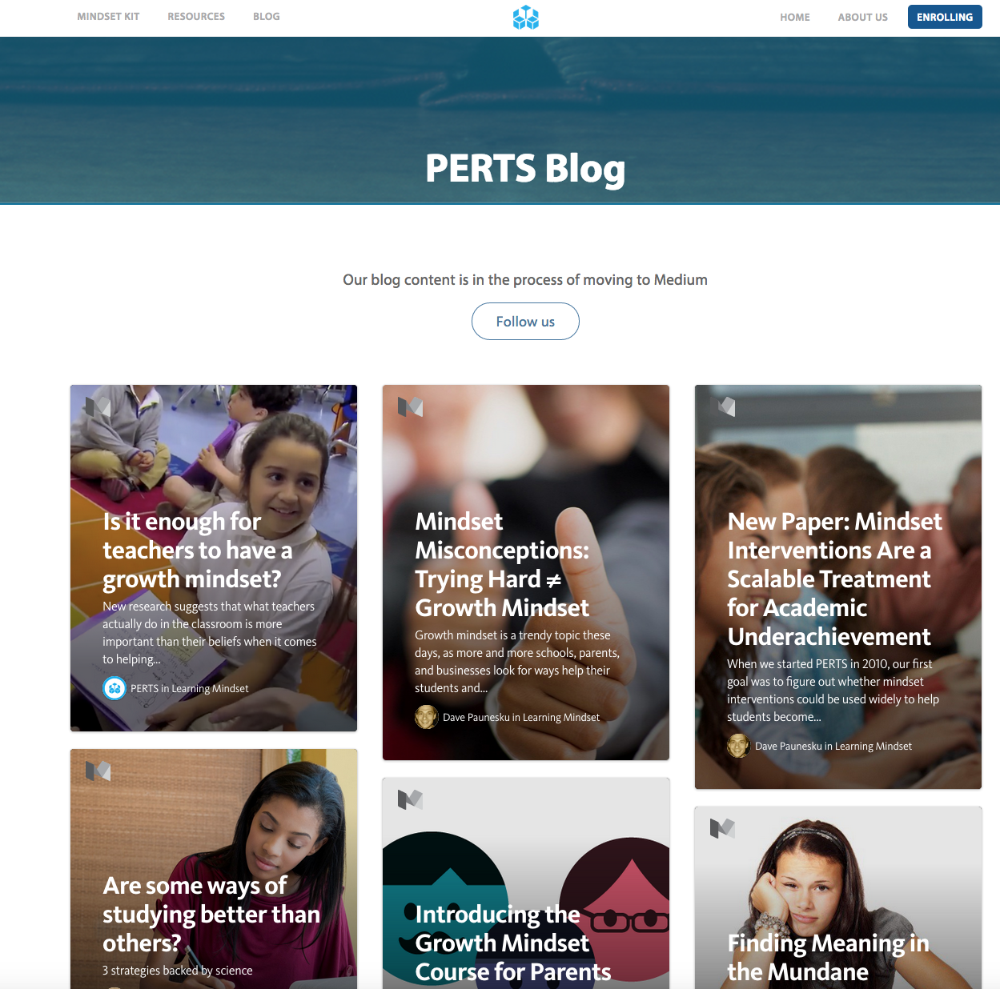 MINDSET KIT
RESOURCES
BLOG
HOME
ABOUT US
ENROLLING
PERTS Blog
Our blog content is in the process of moving to Medium
Follow us
Is it enough for
teachers to have a
growth mindset?
New research suggests that what teachers
actually do in the classroom is more
important than their beliefs when it comes
to helping...
PERTS in Learning Mindset
Mindset
Misconceptions:
Trying Hard ≠
Growth Mindset
Growth mindset is a trendy topic these
days, as more and more schools, parents,
and businesses look for ways help their
students and...
Dave Paunesku in Learning Mindset
New Paper: Mindset
Interventions Are a
Scalable Treatment
for Academic
Underachievement
When we started PERTS in 2010, our first
goal was to figure out whether mindset
interventions could be used widely to help
students become...
Dave Paunesku in Learning Mindset
Are some ways of
studying better than
others?
3 strategies backed by science
Introducing the
Growth Mindset
Course for Parents
Finding Meaning in
the Mundane